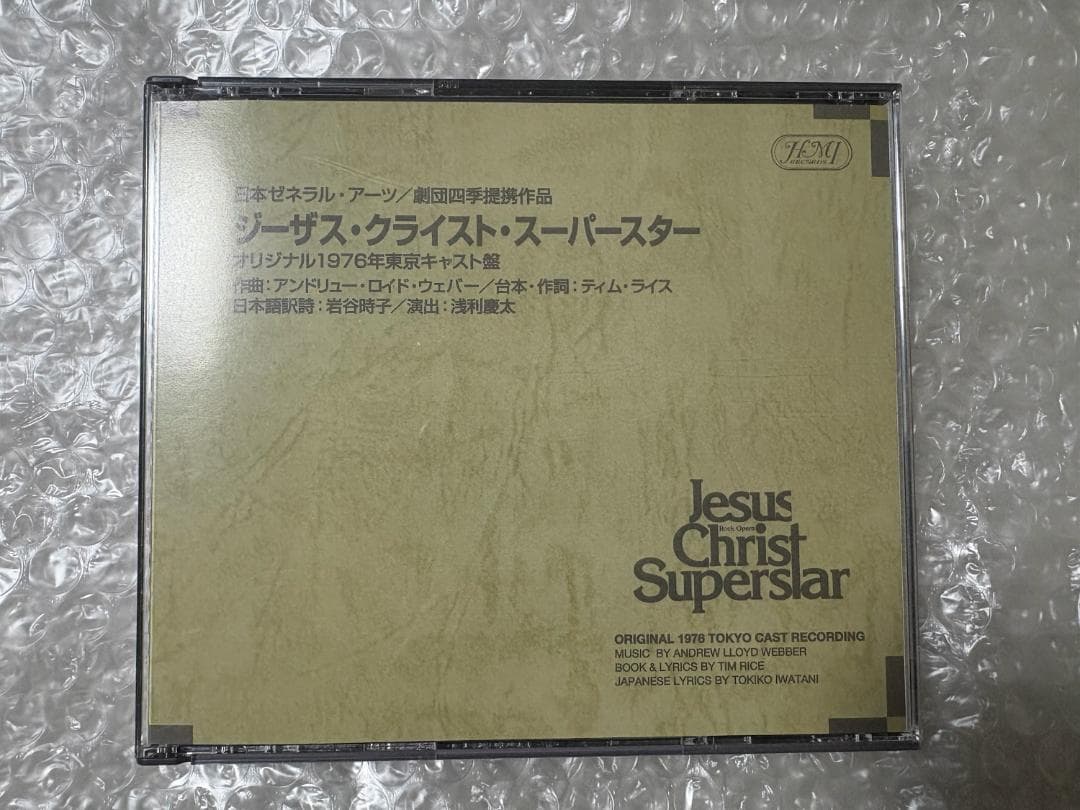 HMI
RECORDS
日本ゼネラル・アーツ/劇団四季提携作品
ジーザス・クライスト・スーパースター
オリジナル1976年東京キャスト盤
作曲:アンドリュー・ロイド・ウェバー/台本・作詞:ティム・ライス
日本語訳詩:岩谷時子/演出:浅利慶太
Jesus
Rock Opera
Christ
Superstar
ORIGINAL 1976 TOKYO CAST RECORDING
MUSIC BY ANDREW LLOYD WEBBER
BOOK & LYRICS BY TIM RICE
JAPANESE LYRICS BY TOKIKO IWATANI